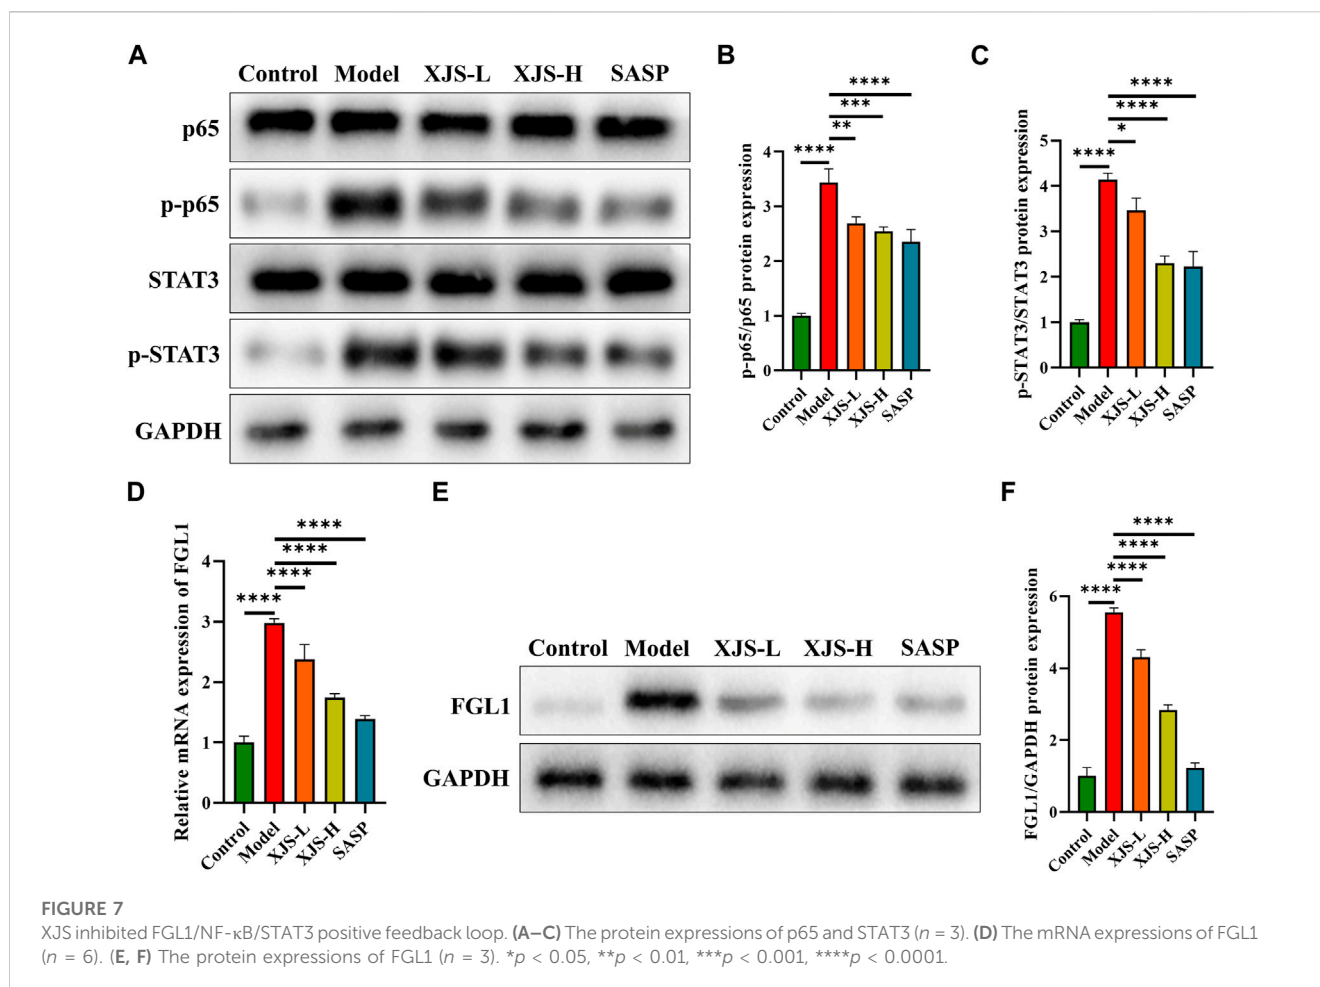 A
Control Model XJS-L XJS-H SASP
p65
p-p65
STAT3
p-STAT3
GAPDH
B
p-p65/p65 protein expression
4
3
2
1
0
****
**
***
****
Control
Model
XJS-L
XJS-H
SASP
C
p-STAT3/STAT3 protein expression
5
4
3
2
1
0
****
*
****
****
Control
Model
XJS-L
XJS-H
SASP
D
Relative mRNA expression of FGL1
4
3
2
1
0
****
****
****
****
Control
Model
XJS-L
XJS-H
SASP
E
Control Model XJS-L XJS-H SASP
FGL1
GAPDH
F
FGL1/GAPDH protein expression
6
4
2
0
****
****
****
****
Control
Model
XJS-L
XJS-H
SASP
FIGURE 7
XJS inhibited FGL1/NF-κB/STAT3 positive feedback loop. (A–C) The protein expressions of p65 and STAT3 (n = 3). (D) The mRNA expressions of FGL1
(n = 6). (E, F) The protein expressions of FGL1 (n = 3). *p < 0.05, **p < 0.01, ***p < 0.001, ****p < 0.0001.